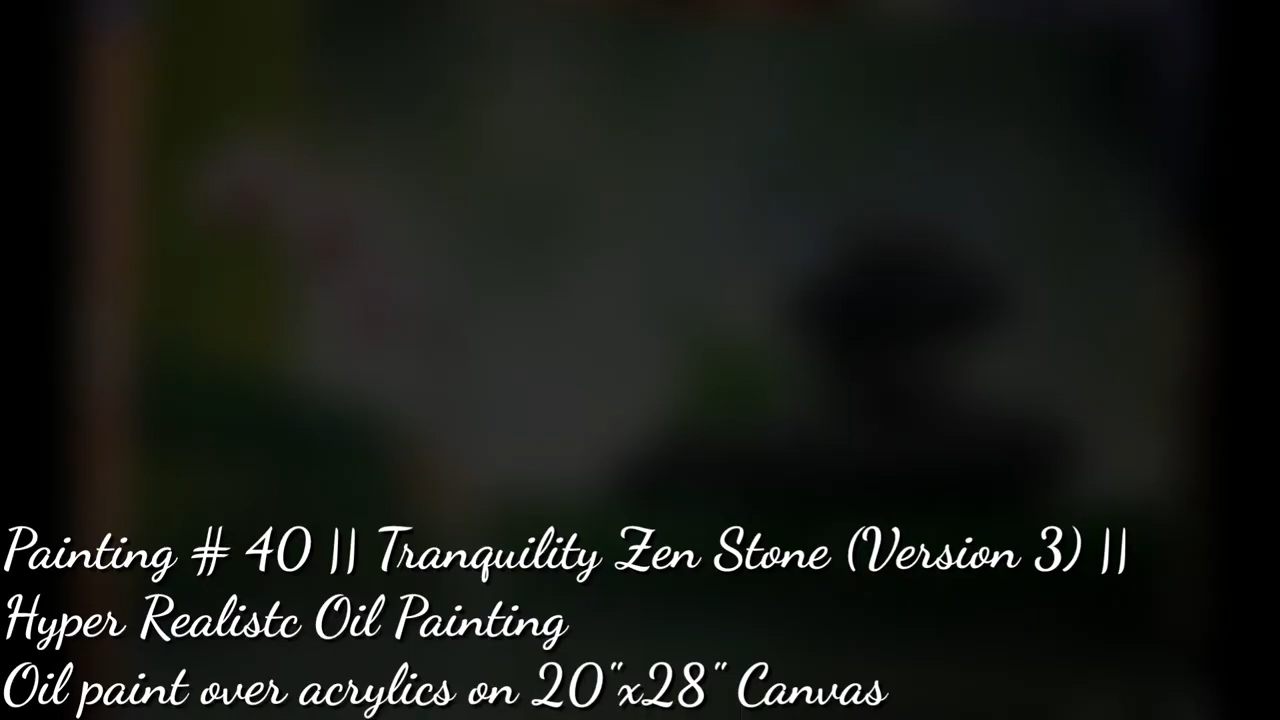 Painting # 40 || Tranquility Zen Stone (Version 3) ||
Hyper Realistc Oil Painting
Oil paint over acrylics on 20"x28" Canvas